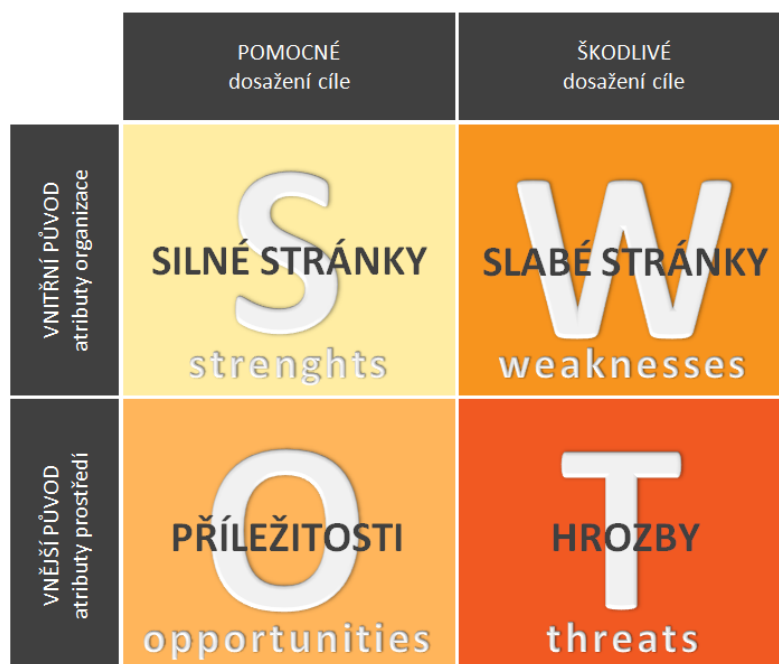 POMOCNÉ
dosažení cíle
ŠKODLIVÉ
dosažení cíle
VNITŘNÍ PŮVOD
atributy organizace
S
SILNÉ STRÁNKY
strenghts
W
SLABÉ STRÁNKY
weaknesses
VNĚJŠÍ PŮVOD
atributy prostředí
O
PŘÍLEŽITOSTI
opportunities
T
HROZBY
threats